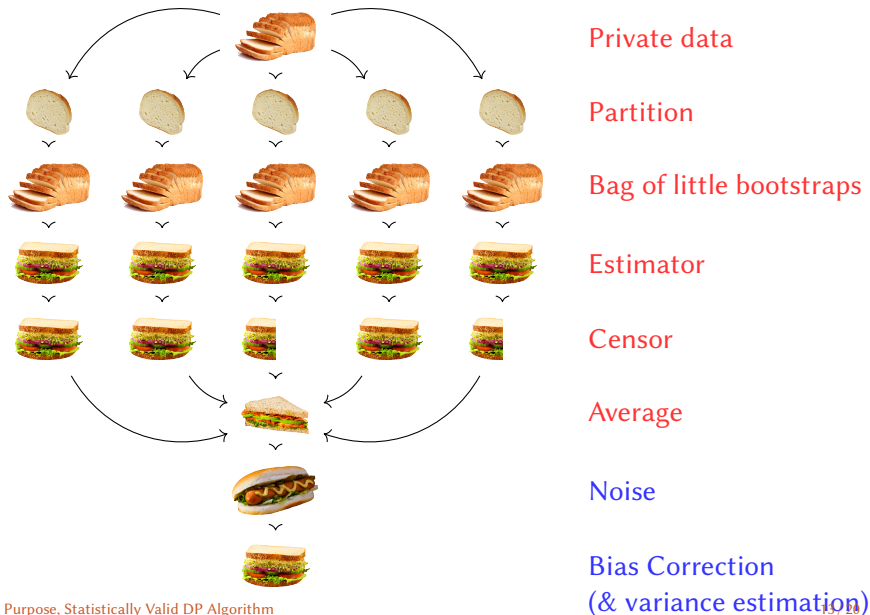 Private data
Partition
Bag of little bootstraps
Estimator
Censor
Average
Noise
Bias Correction
(& variance estimation)
Purpose, Statistically Valid DP Algorithm